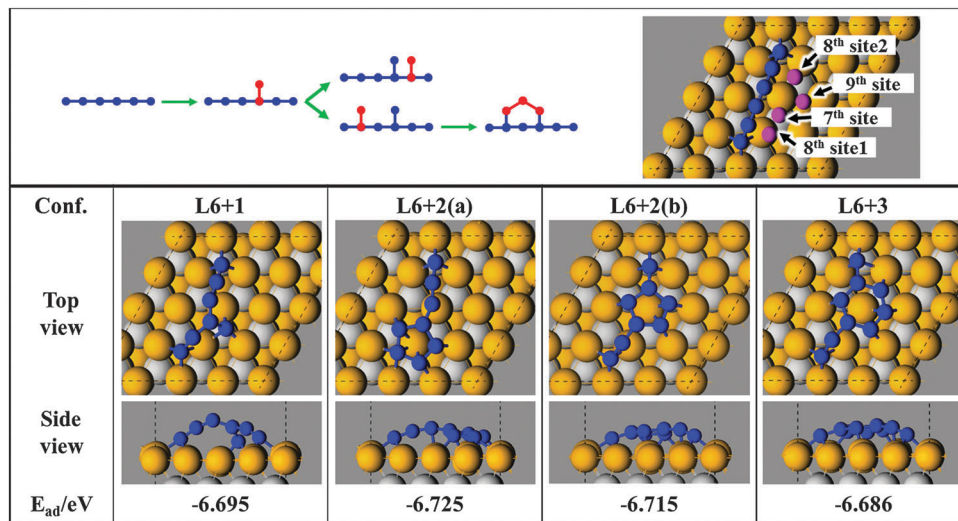 8th site2
9th site
7th site
8th site1
Conf. L6+1 L6+2(a) L6+2(b) L6+3
Top
view
Side
view
Ead/eV -6.695 -6.725 -6.715 -6.686